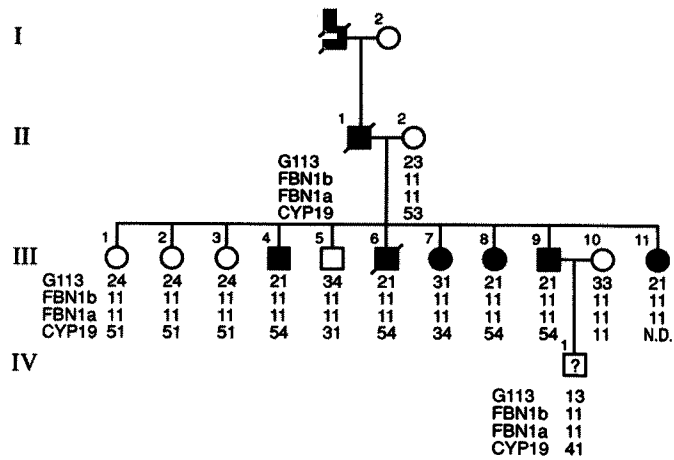 I 2
II 1 2
G113 23
FBN1b 11
FBN1a 11
CYP19 53
III 1 2 3 4 5 6 7 8 9 10 11
G113 24 24 24 21 34 21 31 21 21 33 21
FBN1b 11 11 11 11 11 11 11 11 11 11 11
FBN1a 11 11 11 11 11 11 11 11 11 11 11
CYP19 51 51 51 54 31 54 34 54 54 11 N.D.
IV 1
?
G113 13
FBN1b 11
FBN1a 11
CYP19 41